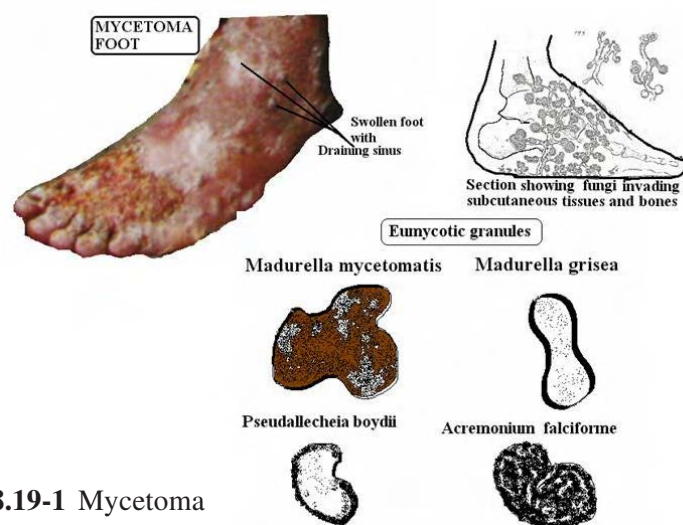 MYCETOMA
FOOT
Swollen foot
with
Draining sinus
Section showing fungi invading
subcutaneous tissues and bones
Eumycotic granules
Madurella mycetomatis
Madurella grisea
Pseudallecheia boydii
Acremonium falciforme
3.19-1 Mycetoma